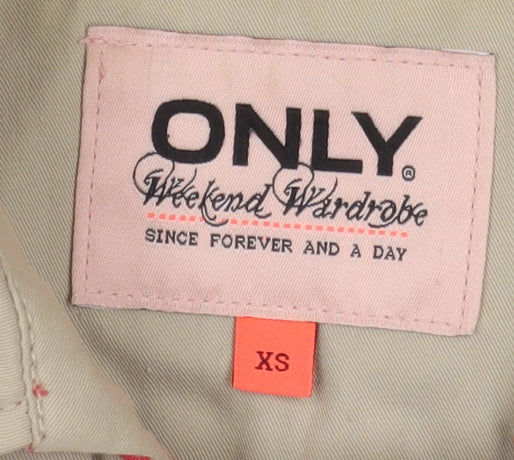 ONLY®
Weekend Wardrobe
SINCE FOREVER AND A DAY
XS